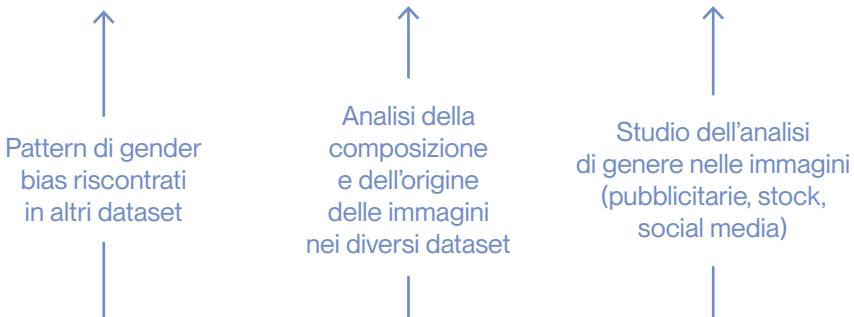 Pattern di gender
bias riscontrati
in altri dataset
Analisi della
composizione
e dell’origine
delle immagini
nei diversi dataset
Studio dell’analisi
di genere nelle immagini
(pubblicitarie, stock,
social media)